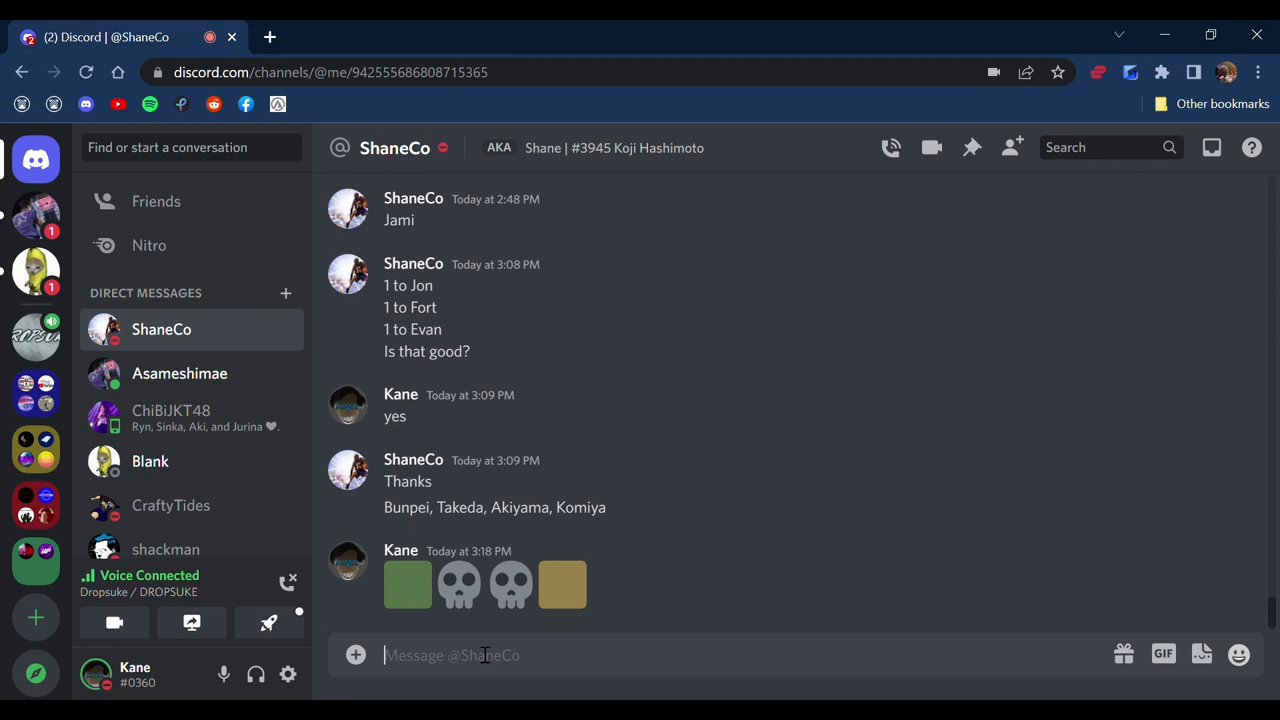 (2) Discord | @ShaneCo
discord.com/channels/@me/942555686808715365
Other bookmarks
Find or start a conversation
ShaneCo
AKA Shane | #3945 Koji Hashimoto
Search
Friends
Nitro
DIRECT MESSAGES
ShaneCo
Asameshimae
ChiBiJKT48
Ryn, Sinka, Aki, and Jurina
Blank
CraftyTides
shackman
Voice Connected
Dropsuke / DROPSUKE
Kane
#0360
1
1
ShaneCo Today at 2:48 PM
Jami
ShaneCo Today at 3:08 PM
1 to Jon
1 to Fort
1 to Evan
Is that good?
Kane Today at 3:09 PM
yes
ShaneCo Today at 3:09 PM
Thanks
Bunpei, Takeda, Akiyama, Komiya
Kane Today at 3:18 PM
Message @ShaneCo
GIF